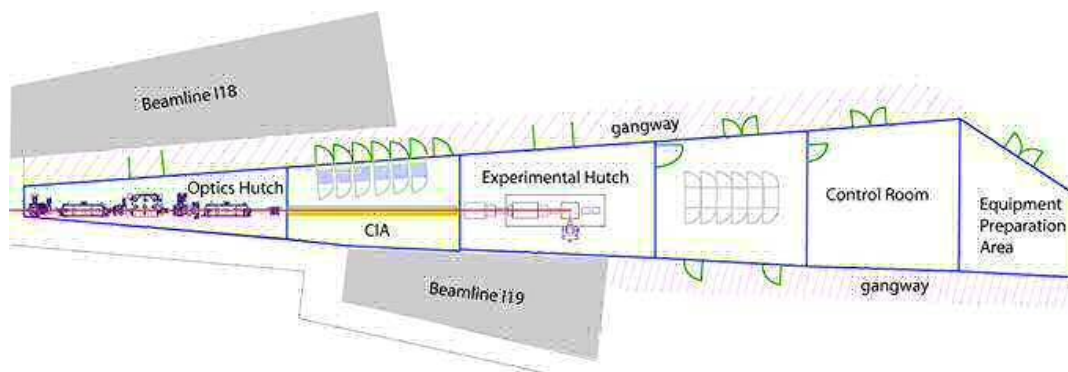 Beamline I18
gangway
Optics Hutch
Experimental Hutch
Control Room
Equipment
Preparation
Area
CIA
Beamline I19
gangway